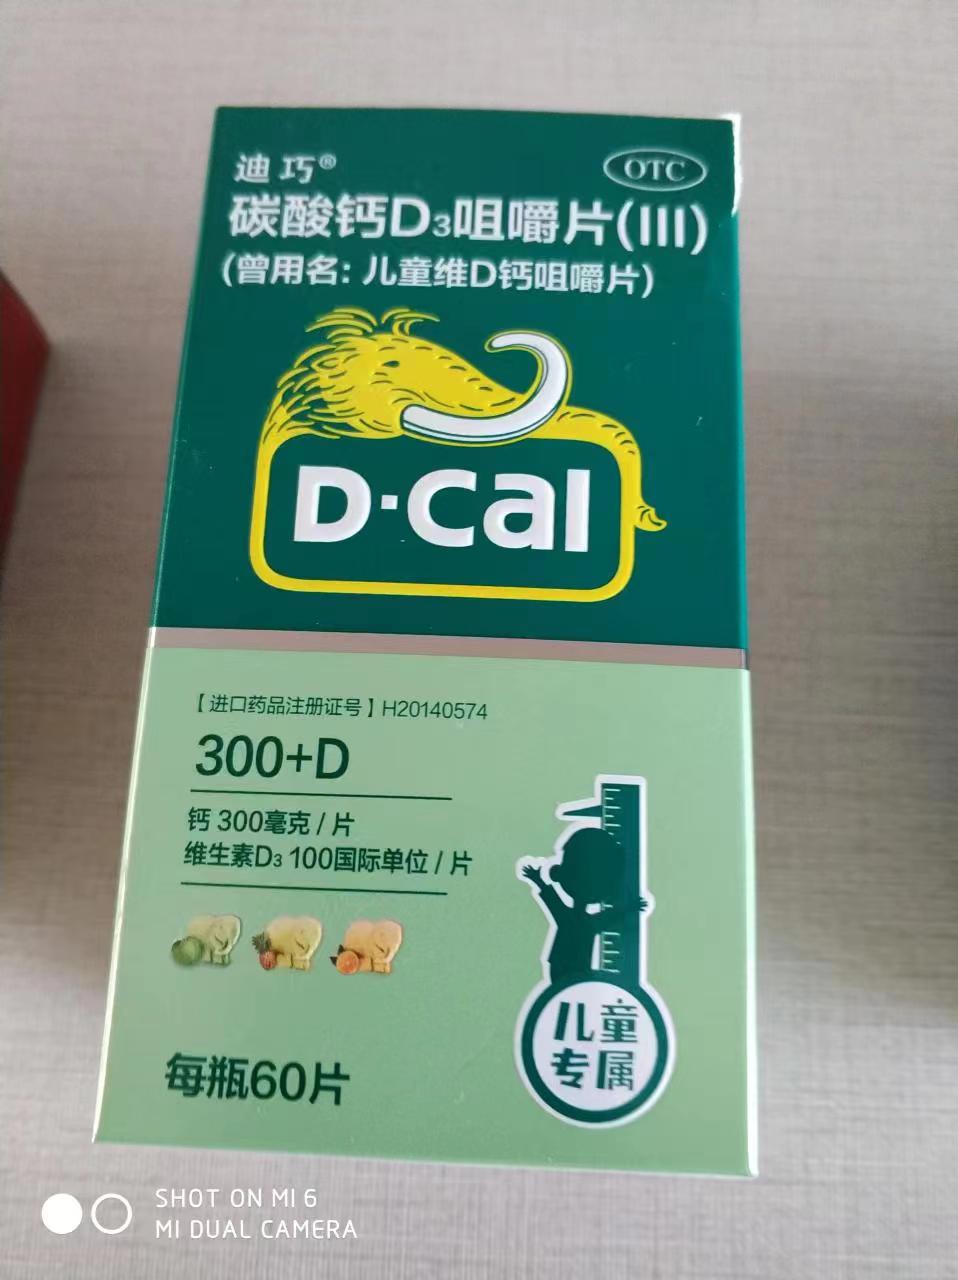 迪巧®
OTC
碳酸钙D₃咀嚼片(III)
(曾用名: 儿童维D钙咀嚼片)
D·Cal
【进口药品注册证号】H20140574
300+D
钙 300毫克 / 片
维生素D₃ 100国际单位 / 片
儿童
专属
每瓶60片
SHOT ON MI 6
MI DUAL CAMERA